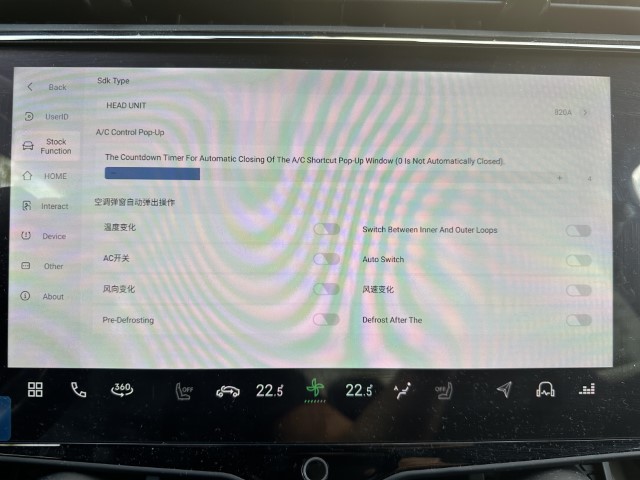 Sdk Type
Back
HEAD UNIT
820A
UserID
A/C Control Pop-Up
Stock
Function
The Countdown Timer For Automatic Closing Of The A/C Shortcut Pop-Up Window (0 Is Not Automatically Closed).
HOME
+ 4
空调弹窗自动弹出操作
Interact
温度变化
Switch Between Inner And Outer Loops
Device
AC开关
Auto Switch
Other
风向变化
风速变化
About
Pre-Defrosting
Defrost After The
360
OFF
22.5
22.5
A
OFF